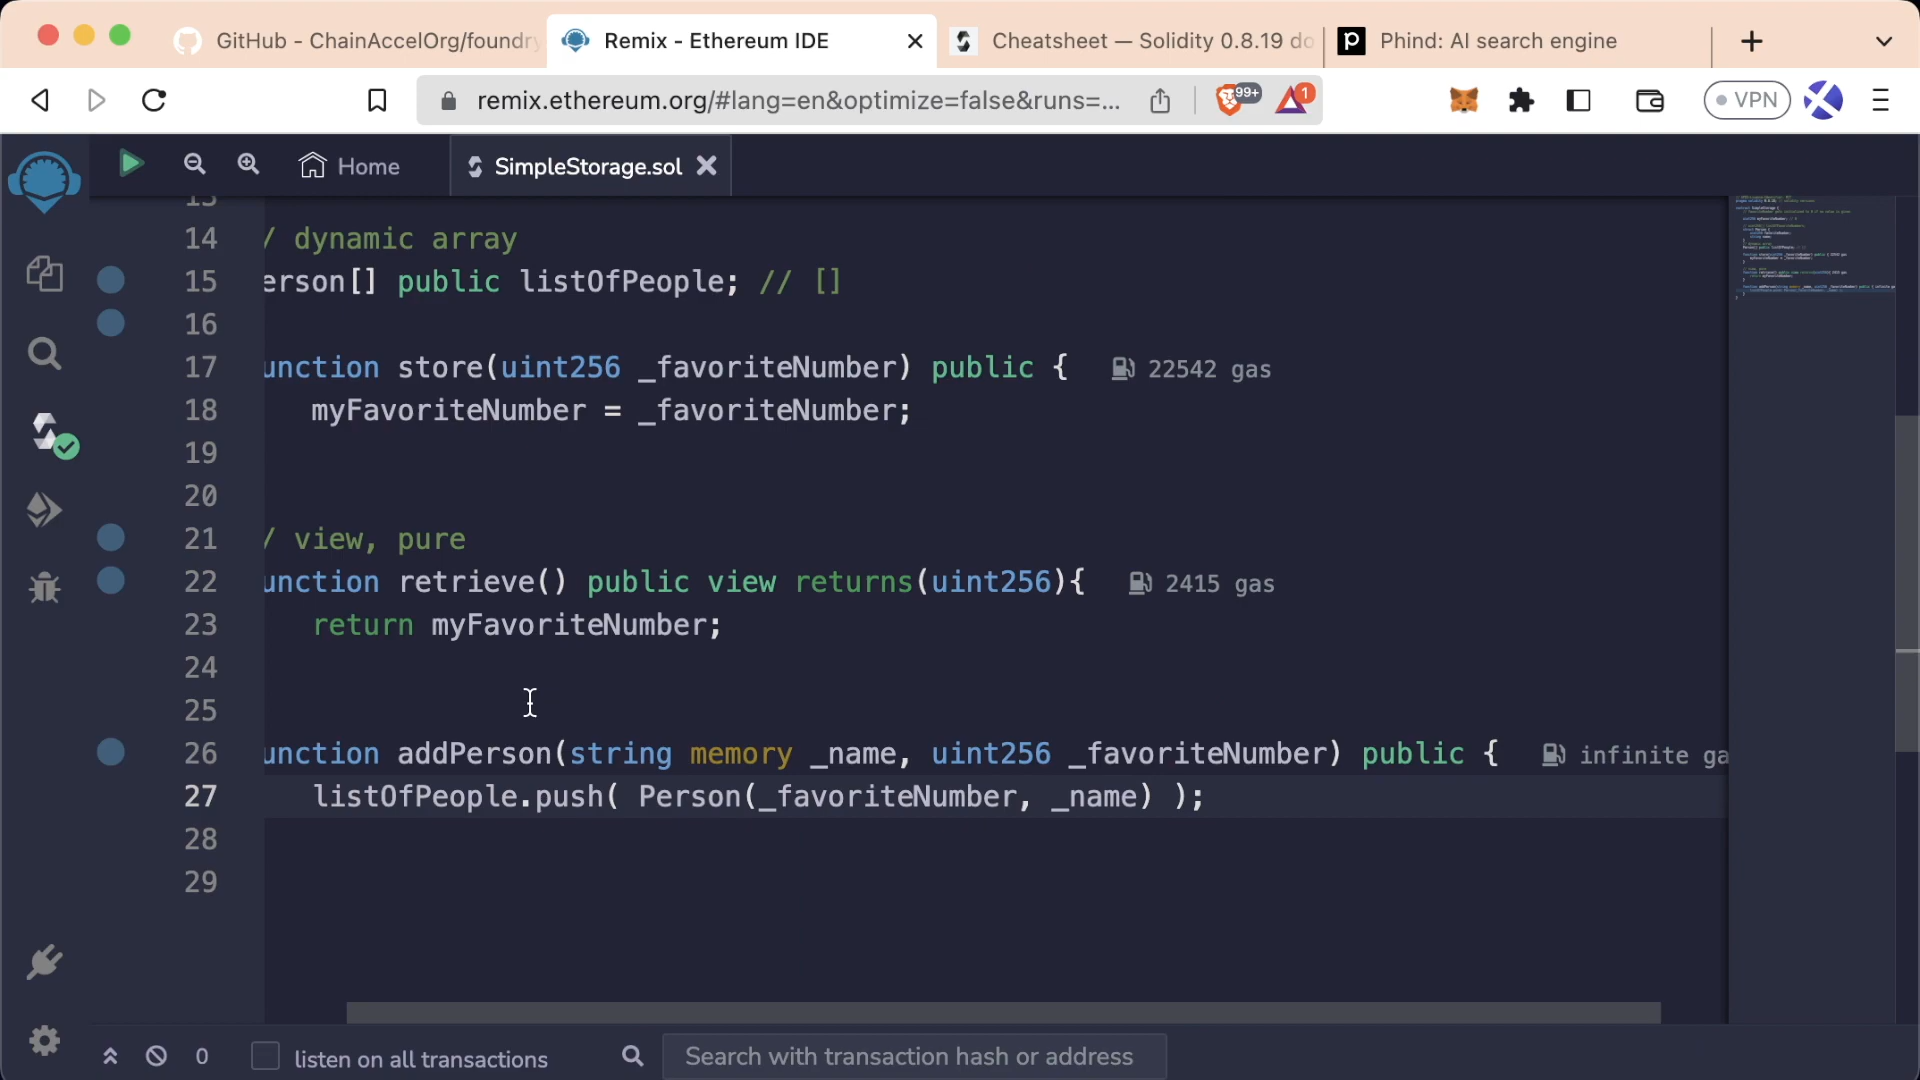 GitHub - ChainAccelOrg/foundry
Remix - Ethereum IDE
Cheatsheet — Solidity 0.8.19 do
Phind: AI search engine
remix.ethereum.org/#lang=en&optimize=false&runs=...
99+
1
VPN
Home
SimpleStorage.sol
13
14 / dynamic array
15 erson[] public listOfPeople; // []
16
17 unction store(uint256 _favoriteNumber) public { 22542 gas
18 myFavoriteNumber = _favoriteNumber;
19
20
21 / view, pure
22 unction retrieve() public view returns(uint256){ 2415 gas
23 return myFavoriteNumber;
24
25
26 unction addPerson(string memory _name, uint256 _favoriteNumber) public { infinite ga
27 listOfPeople.push( Person(_favoriteNumber, _name) );
28
29
0
listen on all transactions
Search with transaction hash or address